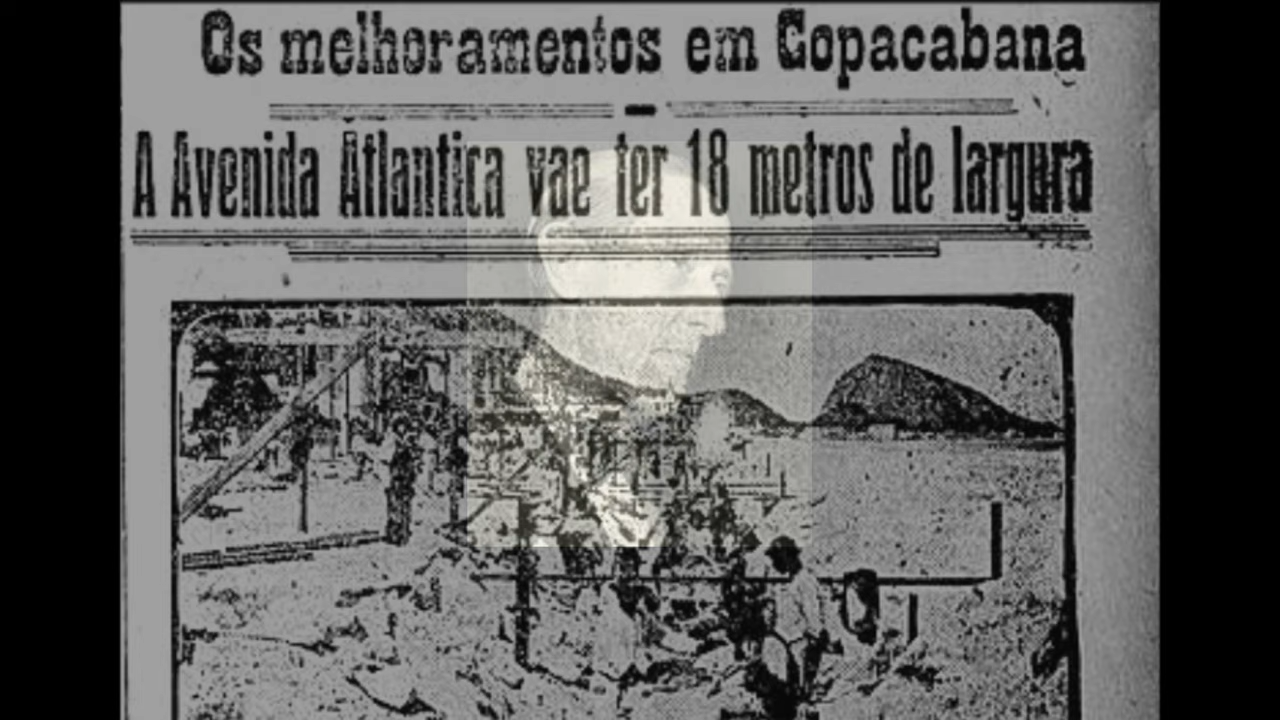 Os melhoramentos em Copacabana
A Avenida Atlantica vae ter 18 metros de largura